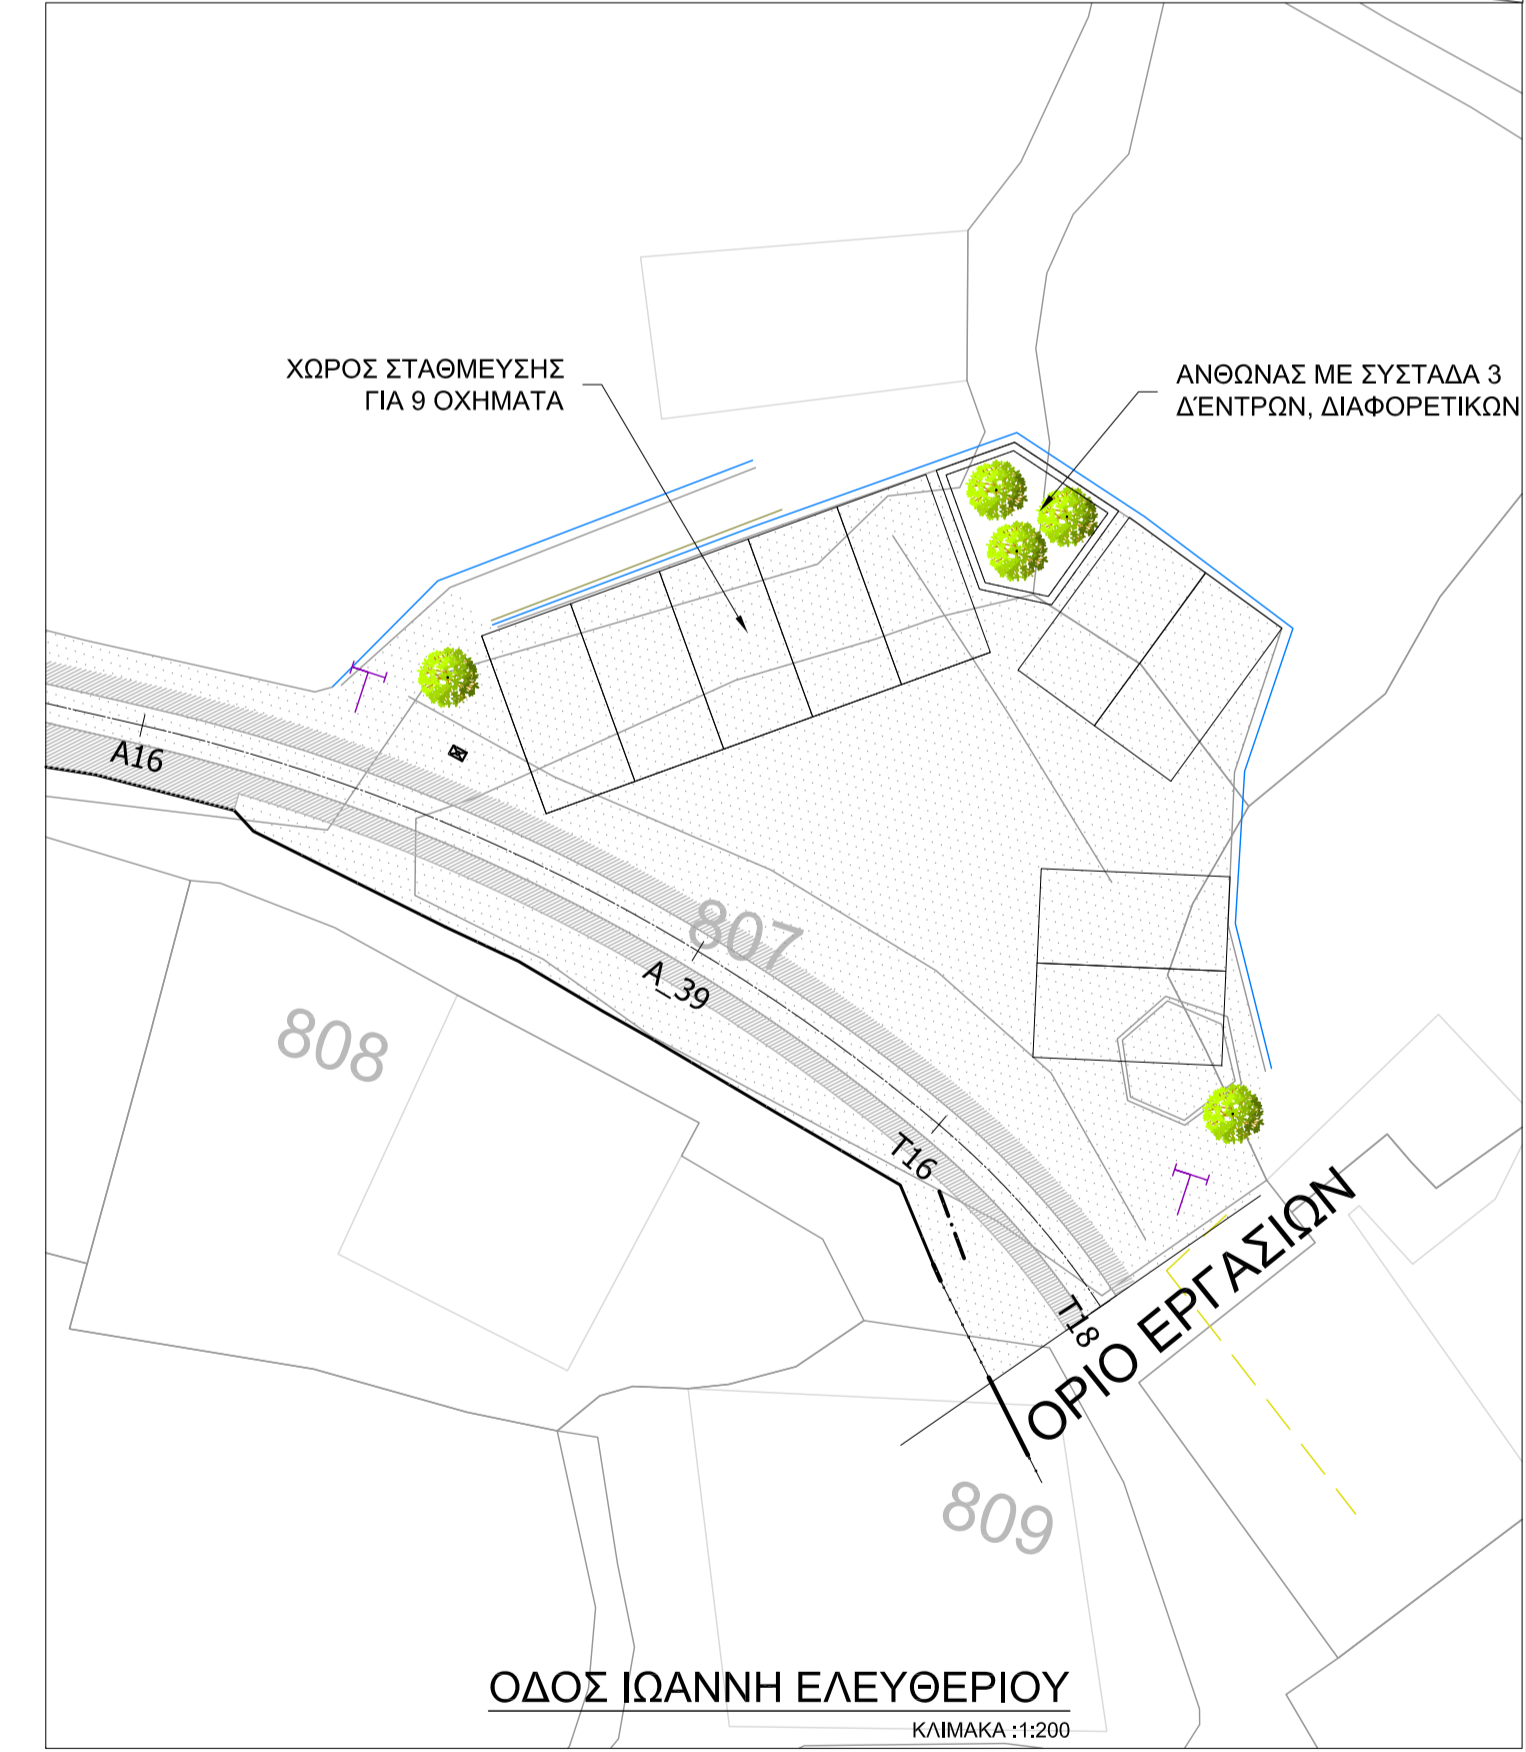 ΧΩΡΟΣ ΣΤΑΘΜΕΥΣΗΣ
ΓΙΑ 9 ΟΧΗΜΑΤΑ
ΑΝΘΩΝΑΣ ΜΕ ΣΥΣΤΑΔΑ 3
ΔΈΝΤΡΩΝ, ΔΙΑΦΟΡΕΤΙΚΩΝ
A16
807
A_39
808
T16
T18
ΟΡΙΟ ΕΡΓΑΣΙΩΝ
809
ΟΔΟΣ ΙΩΑΝΝΗ ΕΛΕΥΘΕΡΙΟΥ
ΚΛΙΜΑΚΑ :1:200